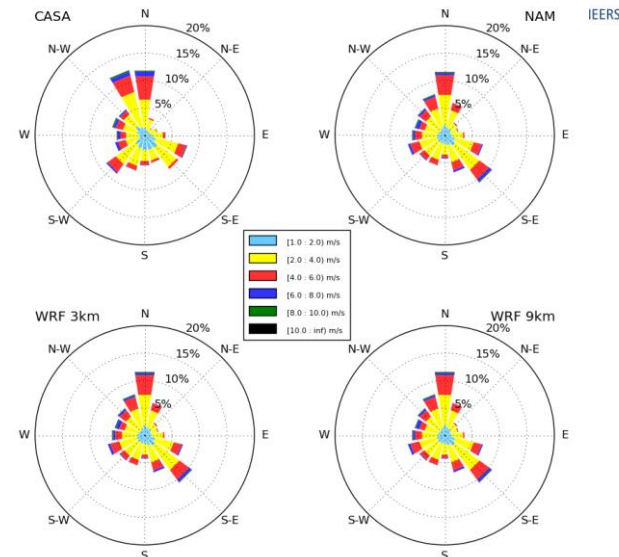 CASA
N
20%
15%
10%
5%
N-W
N-E
W
E
S-W
S-E
S
NAM
IEERS
N
20%
15%
10%
5%
N-W
N-E
W
E
S-W
S-E
S
[1.0 : 2.0) m/s
[2.0 : 4.0) m/s
[4.0 : 6.0) m/s
[6.0 : 8.0) m/s
[8.0 : 10.0) m/s
[10.0 : inf) m/s
WRF 3km
N
20%
15%
10%
5%
N-W
N-E
W
E
S-W
S-E
S
WRF 9km
N
20%
15%
10%
5%
N-W
N-E
W
E
S-W
S-E
S